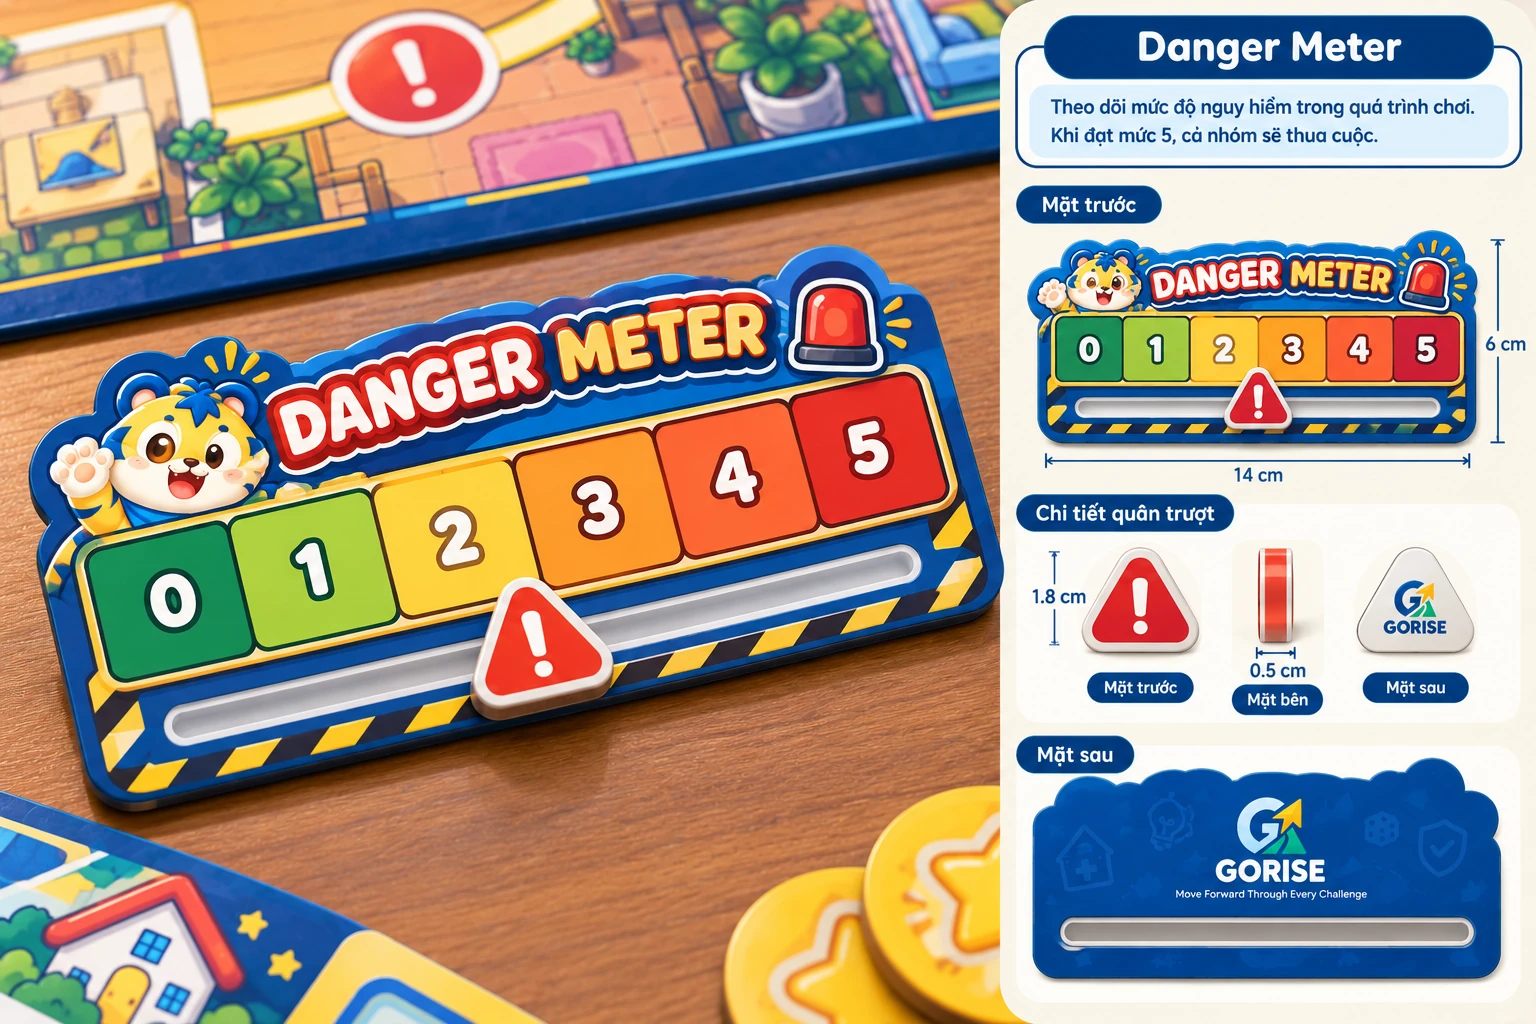 !
DANGER METER
0 1 2 3 4 5
!
Danger Meter
Theo dõi mức độ nguy hiểm trong quá trình chơi.
Khi đạt mức 5, cả nhóm sẽ thua cuộc.
Mặt trước
DANGER METER
0 1 2 3 4 5
!
6 cm
14 cm
Chi tiết quân trượt
1.8 cm
!
G
GORISE
0.5 cm
Mặt trước
Mặt bên
Mặt sau
Mặt sau
G
GORISE
Move Forward Through Every Challenge